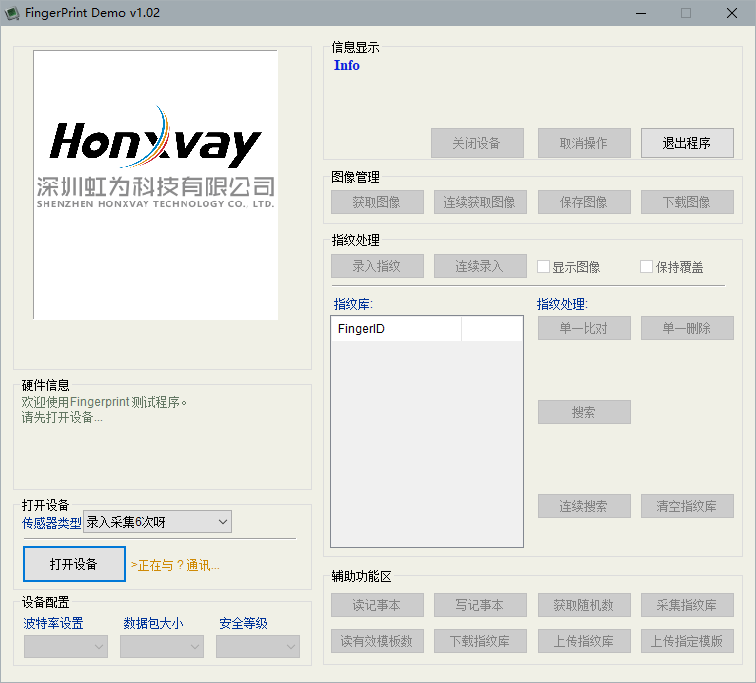 FingerPrint Demo v1.02
Honxvay
深圳虹为科技有限公司
SHENZHEN HONXVAY TECHNOLOGY CO., LTD.
硬件信息
欢迎使用Fingerprint 测试程序。
请先打开设备...
打开设备
传感器类型 录入采集6次呀
打开设备 >正在与 ? 通讯...
设备配置
波特率设置 数据包大小 安全等级
信息显示
Info
关闭设备 取消操作 退出程序
图像管理
获取图像 连续获取图像 保存图像 下载图像
指纹处理
录入指纹 连续录入 显示图像 保持覆盖
指纹库: 指纹处理:
FingerID
单一比对 单一删除
搜索
连续搜索 清空指纹库
辅助功能区
读记事本 写记事本 获取随机数 采集指纹库
读有效模板数 下载指纹库 上传指纹库 上传指定模版